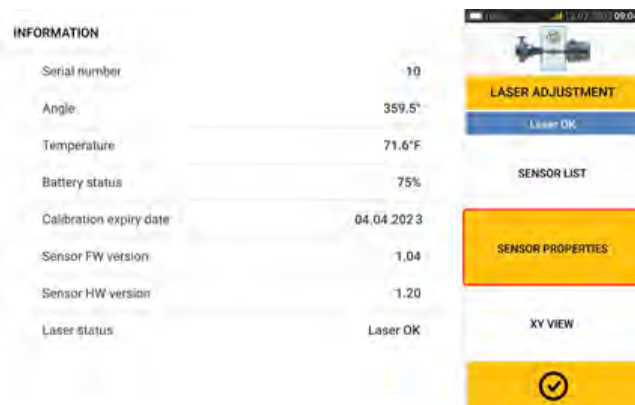 09:04
INFORMATION
Serial number 10
LASER ADJUSTMENT
Angle 359.5°
Laser OK
Temperature 71.6°F
SENSOR LIST
Battery status 75%
Calibration expiry date 04.04.2023
SENSOR PROPERTIES
Sensor FW version 1.04
Sensor HW version 1.20
XY VIEW
Laser status Laser OK